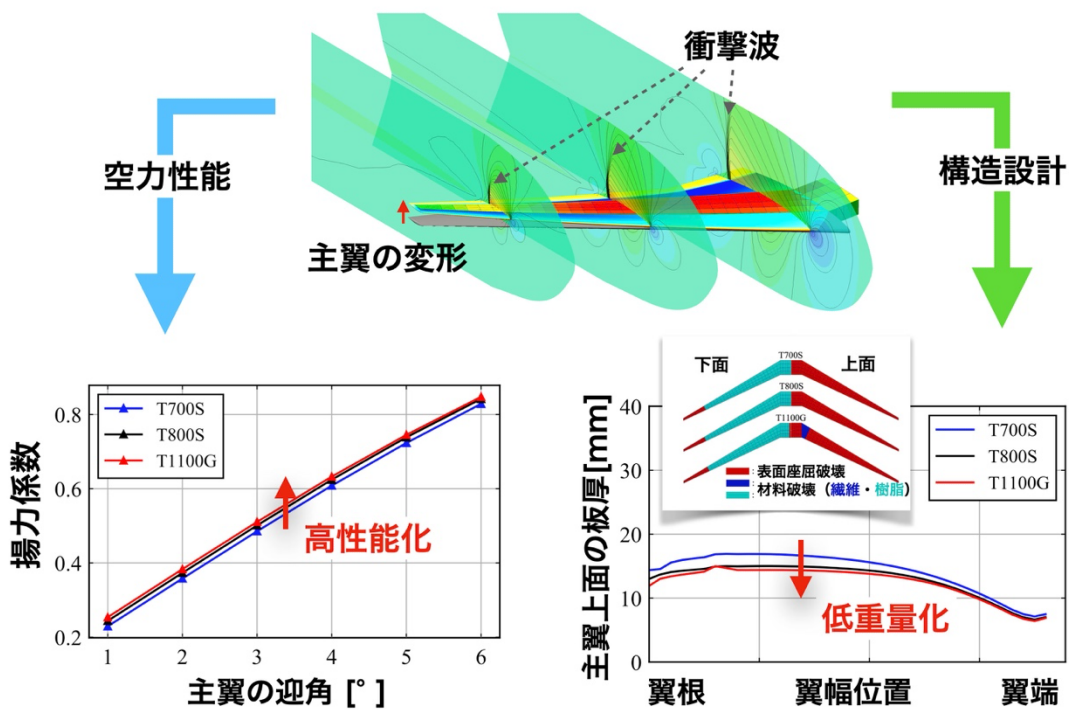 衝撃波
空力性能
構造設計
主翼の変形
揚力係数
0.8
0.6
0.4
0.2
T700S
T800S
T1100G
高性能化
1 2 3 4 5 6
主翼の迎角 [°]
主翼上面の板厚[mm]
40
30
20
10
0
下面
上面
T700S
T800S
T1100G
: 表面座屈破壊
: 材料破壊（繊維・樹脂）
T700S
T800S
T1100G
低重量化
翼根 翼幅位置 翼端